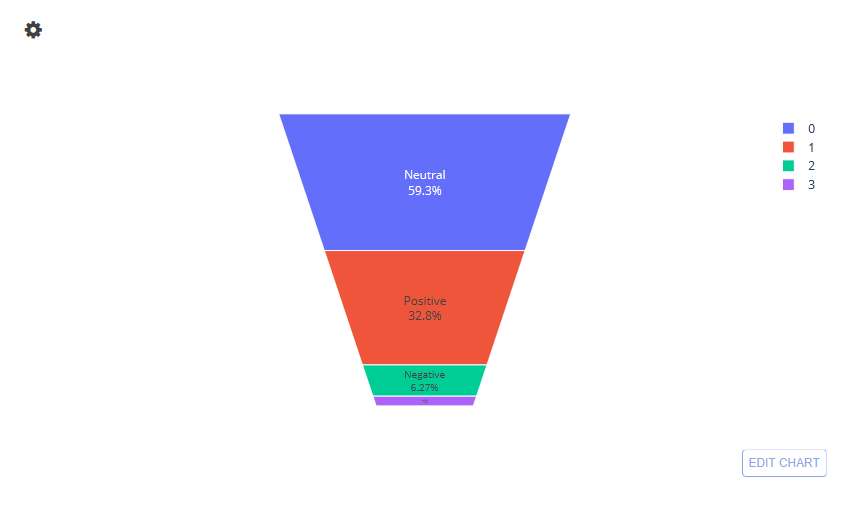 Neutral
59.3%
Positive
32.8%
Negative
6.27%
0
1
2
3
EDIT CHART